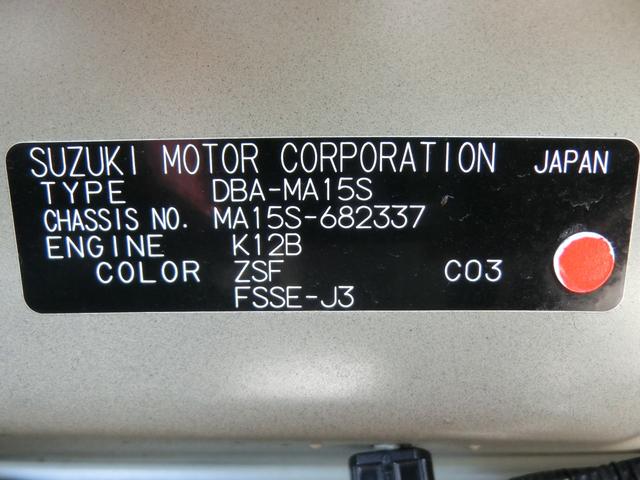 SUZUKI MOTOR CORPORATION JAPAN
TYPE DBA-MA15S
CHASSIS NO. MA15S-682337
ENGINE K12B
COLOR ZSF C03
FSSE-J3